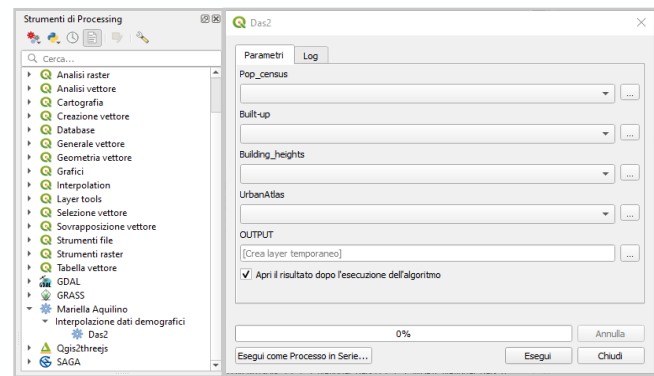 Strumenti di Processing
Cerca...
Analisi raster
Analisi vettore
Cartografia
Creazione vettore
Database
Generale vettore
Geometria vettore
Grafici
Interpolation
Layer tools
Selezione vettore
Sovrapposizione vettore
Strumenti file
Strumenti raster
Tabella vettore
GDAL
GRASS
Mariella Aquilino
Interpolazione dati demografici
Das2
Qgis2threejs
SAGA
Das2
Parametri Log
Pop_census
...
Built-up
...
Building_heights
...
UrbanAtlas
...
OUTPUT
[Crea layer temporaneo] ...
Apri il risultato dopo l'esecuzione dell'algoritmo
0% Annulla
Esegui come Processo in Serie... Esegui Chiudi